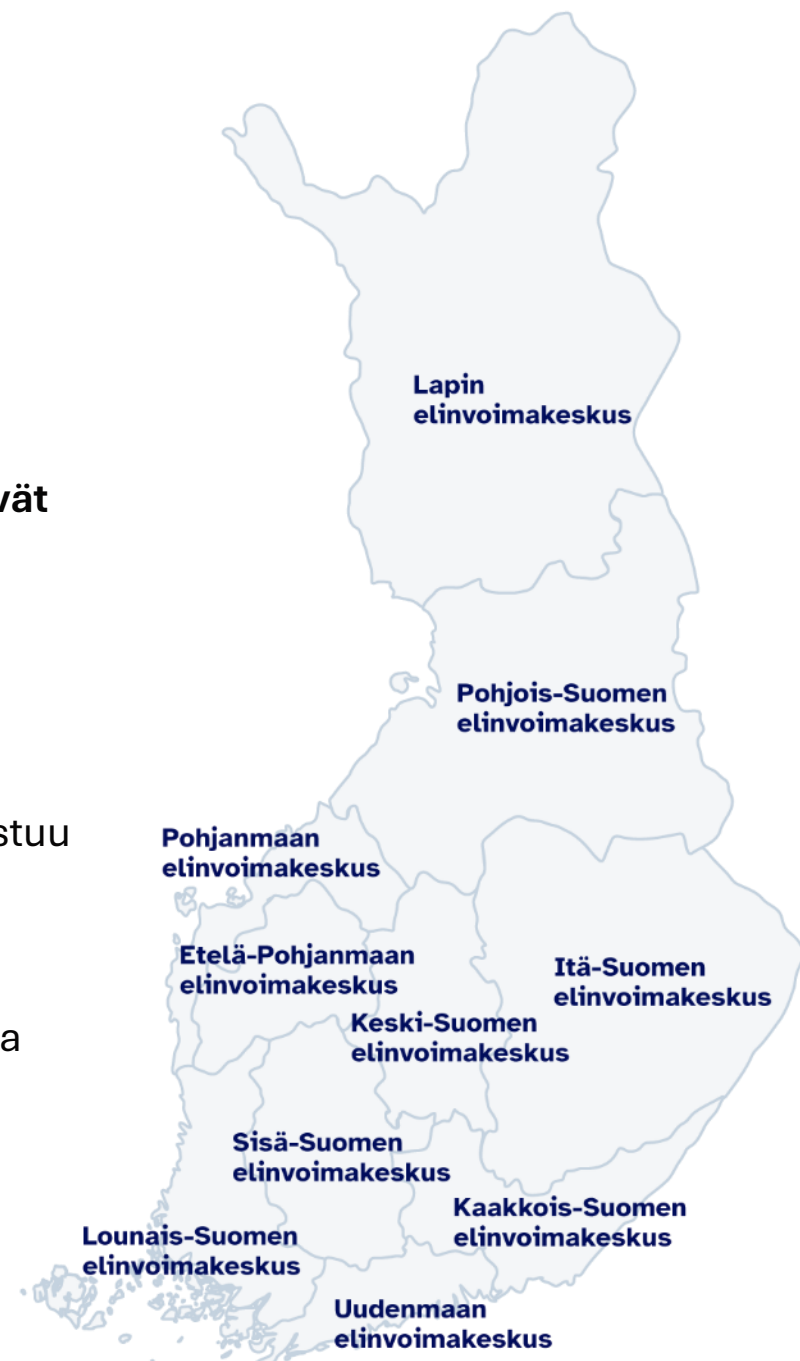 Lapin
elinvoimakeskus
vät
Pohjois-Suomen
elinvoimakeskus
stuu
Pohjanmaan
elinvoimakeskus
Etelä-Pohjanmaan
elinvoimakeskus
Itä-Suomen
elinvoimakeskus
Keski-Suomen
elinvoimakeskus
a
Sisä-Suomen
elinvoimakeskus
Kaakkois-Suomen
elinvoimakeskus
Lounais-Suomen
elinvoimakeskus
Uudenmaan
elinvoimakeskus